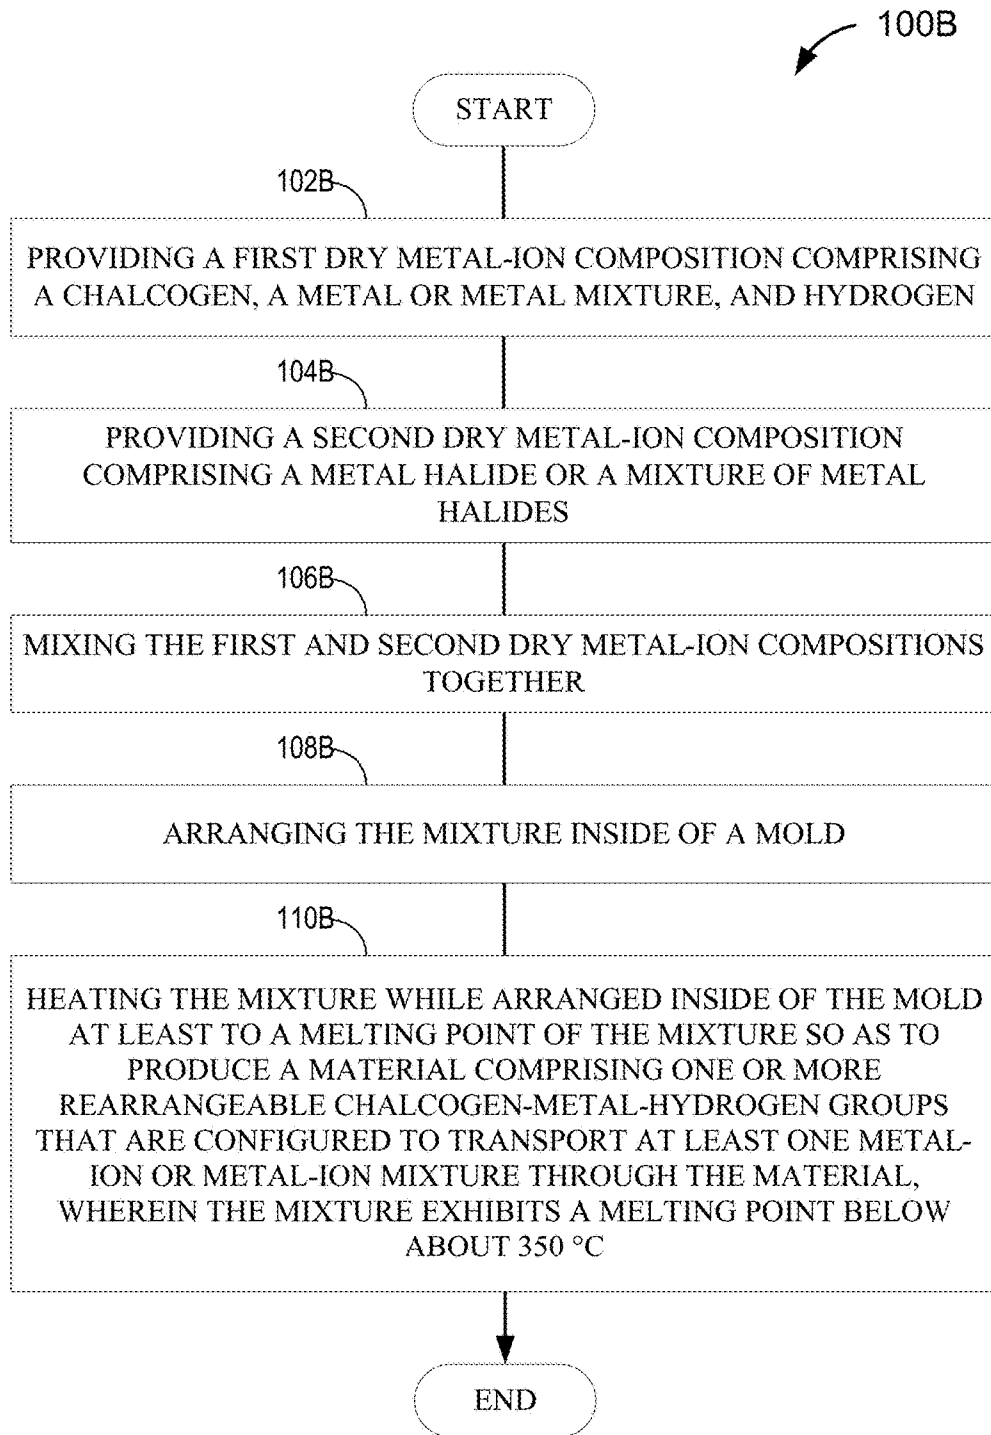 100B
START
102B
PROVIDING A FIRST DRY METAL-ION COMPOSITION COMPRISING
A CHALCOGEN, A METAL OR METAL MIXTURE, AND HYDROGEN
104B
PROVIDING A SECOND DRY METAL-ION COMPOSITION
COMPRISING A METAL HALIDE OR A MIXTURE OF METAL
HALIDES
106B
MIXING THE FIRST AND SECOND DRY METAL-ION COMPOSITIONS
TOGETHER
108B
ARRANGING THE MIXTURE INSIDE OF A MOLD
110B
HEATING THE MIXTURE WHILE ARRANGED INSIDE OF THE MOLD
AT LEAST TO A MELTING POINT OF THE MIXTURE SO AS TO
PRODUCE A MATERIAL COMPRISING ONE OR MORE
REARRANGEABLE CHALCOGEN-METAL-HYDROGEN GROUPS
THAT ARE CONFIGURED TO TRANSPORT AT LEAST ONE METAL-
ION OR METAL-ION MIXTURE THROUGH THE MATERIAL,
WHEREIN THE MIXTURE EXHIBITS A MELTING POINT BELOW
ABOUT 350 °C
END